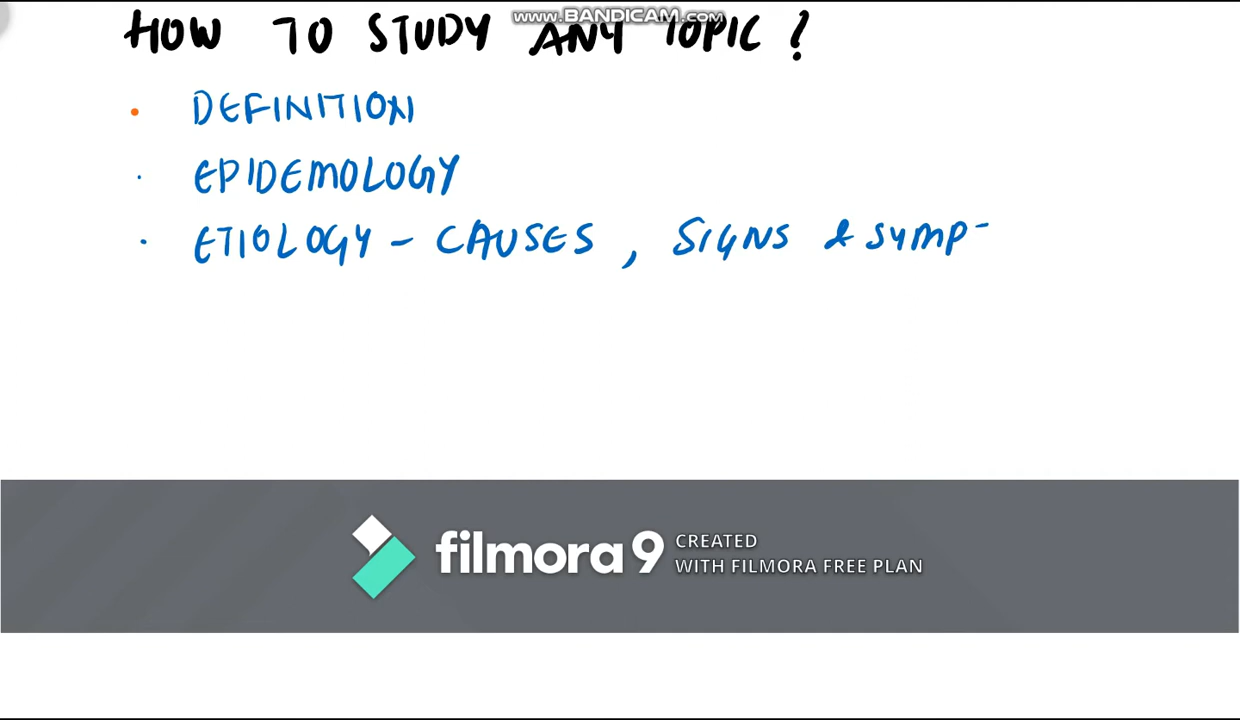 www.BANDICAM.com
HOW TO STUDY ANY TOPIC ?
• DEFINITION
• EPIDEMOLOGY
• ETIOLOGY - CAUSES , SIGNS & SYMP -
filmora 9 CREATED
WITH FILMORA FREE PLAN